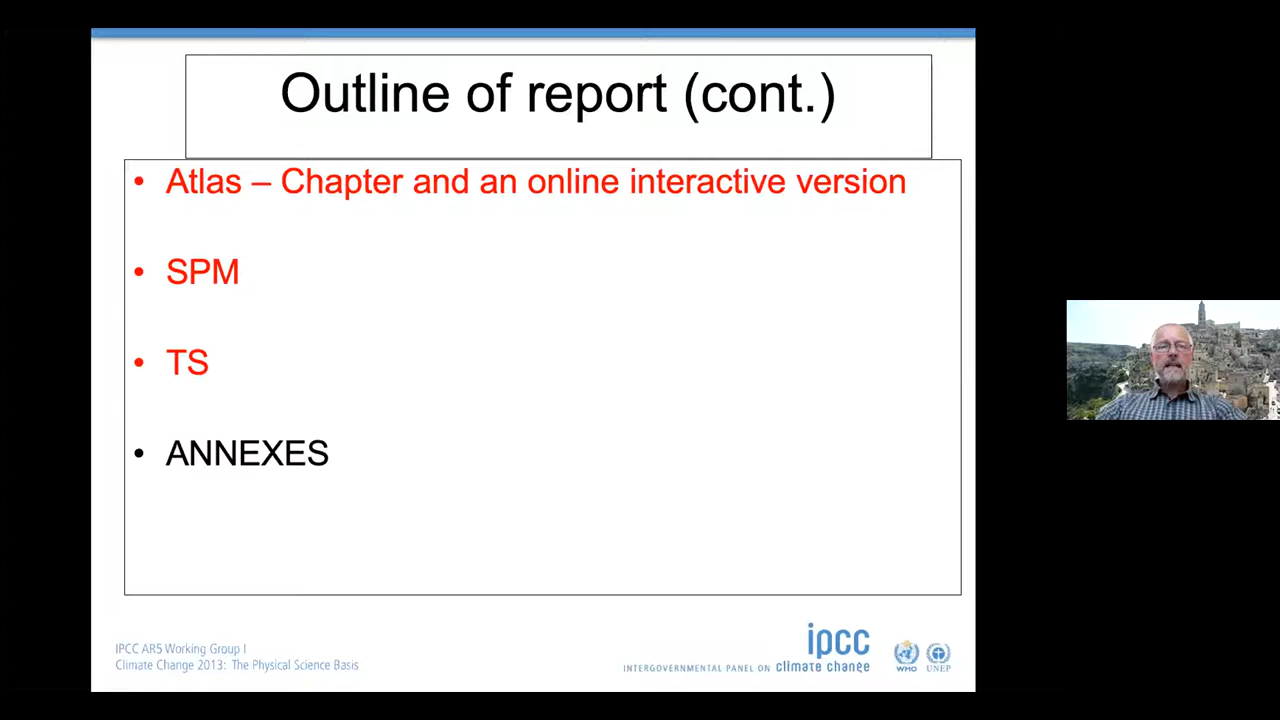 Outline of report (cont.)
• Atlas – Chapter and an online interactive version
• SPM
• TS
• ANNEXES
IPCC AR5 Working Group I
Climate Change 2013: The Physical Science Basis
ipcc
INTERGOVERNMENTAL PANEL ON climate change
WMO
UNEP